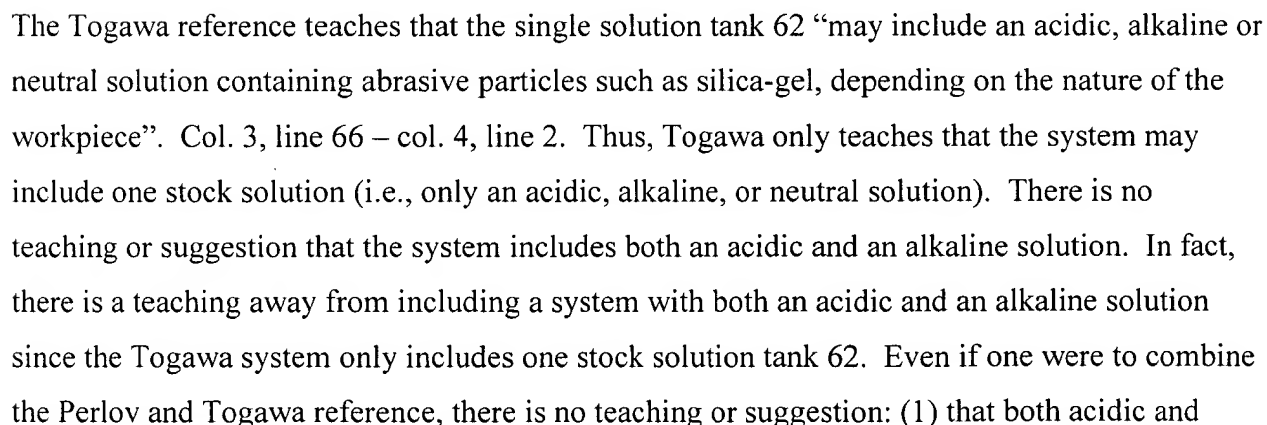 The Togawa reference teaches that the single solution tank 62 “may include an acidic, alkaline or
neutral solution containing abrasive particles such as silica-gel, depending on the nature of the
workpiece”.  Col. 3, line 66 – col. 4, line 2.  Thus, Togawa only teaches that the system may
include one stock solution (i.e., only an acidic, alkaline, or neutral solution).  There is no
teaching or suggestion that the system includes both an acidic and an alkaline solution.  In fact,
there is a teaching away from including a system with both an acidic and an alkaline solution
since the Togawa system only includes one stock solution tank 62.  Even if one were to combine
the Perlov and Togawa reference, there is no teaching or suggestion: (1) that both acidic and